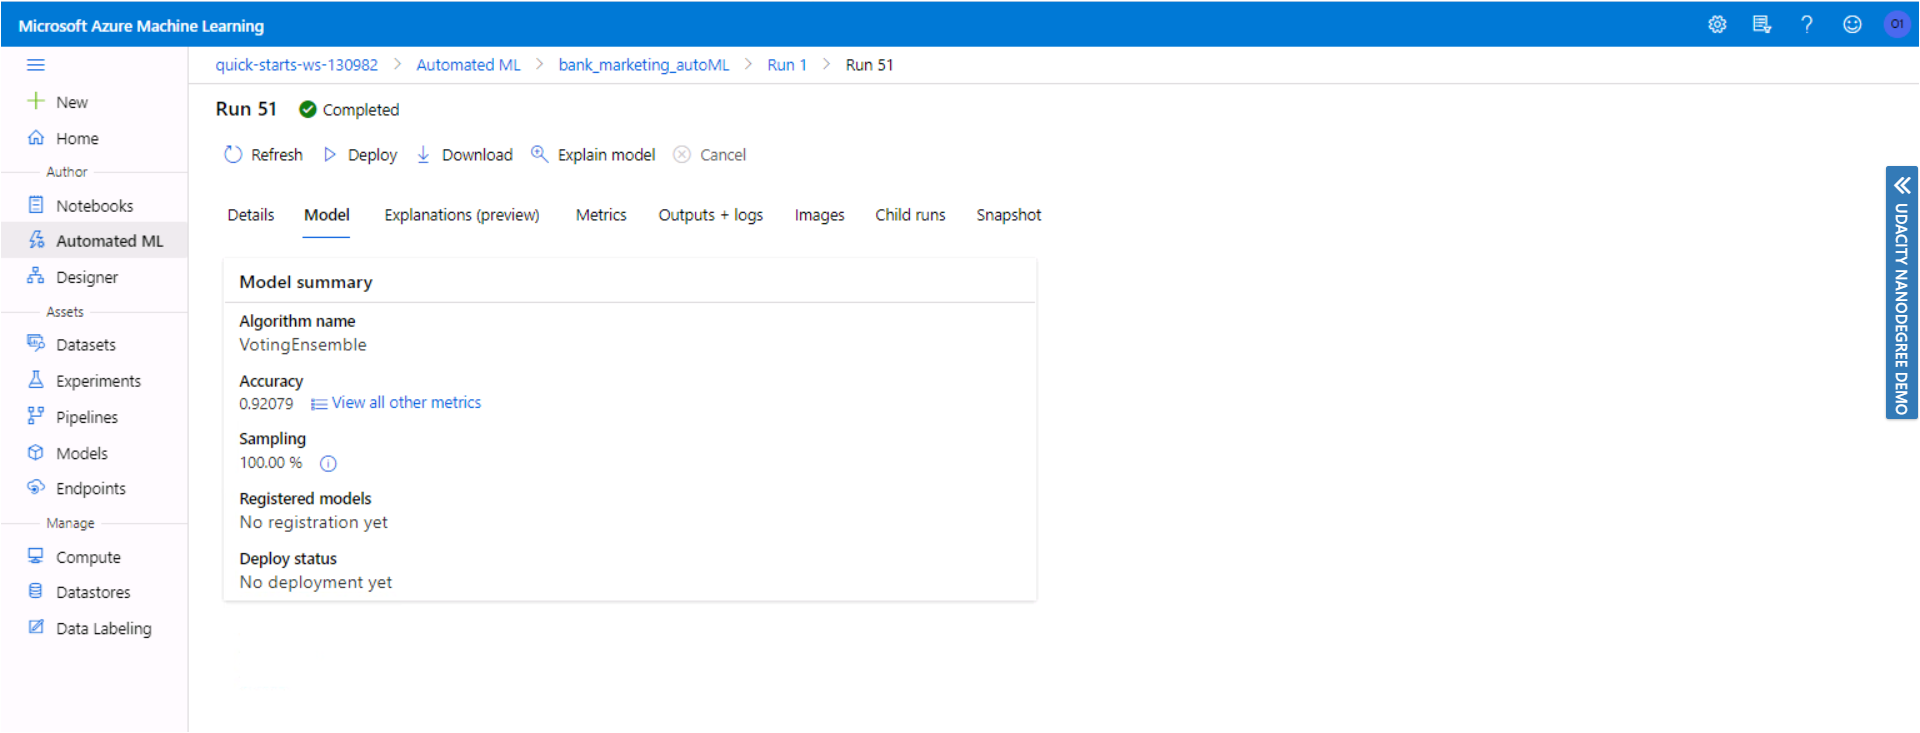 Microsoft Azure Machine Learning
?
O1
quick-starts-ws-130982 > Automated ML > bank_marketing_autoML > Run 1 > Run 51
New
Home
Author
Notebooks
Automated ML
Designer
Assets
Datasets
Experiments
Pipelines
Models
Endpoints
Manage
Compute
Datastores
Data Labeling
Run 51 Completed
Refresh Deploy Download Explain model Cancel
Details Model Explanations (preview) Metrics Outputs + logs Images Child runs Snapshot
Model summary
Algorithm name
VotingEnsemble
Accuracy
0.92079 View all other metrics
Sampling
100.00 %
Registered models
No registration yet
Deploy status
No deployment yet
UDACITY NANODEGREE DEMO